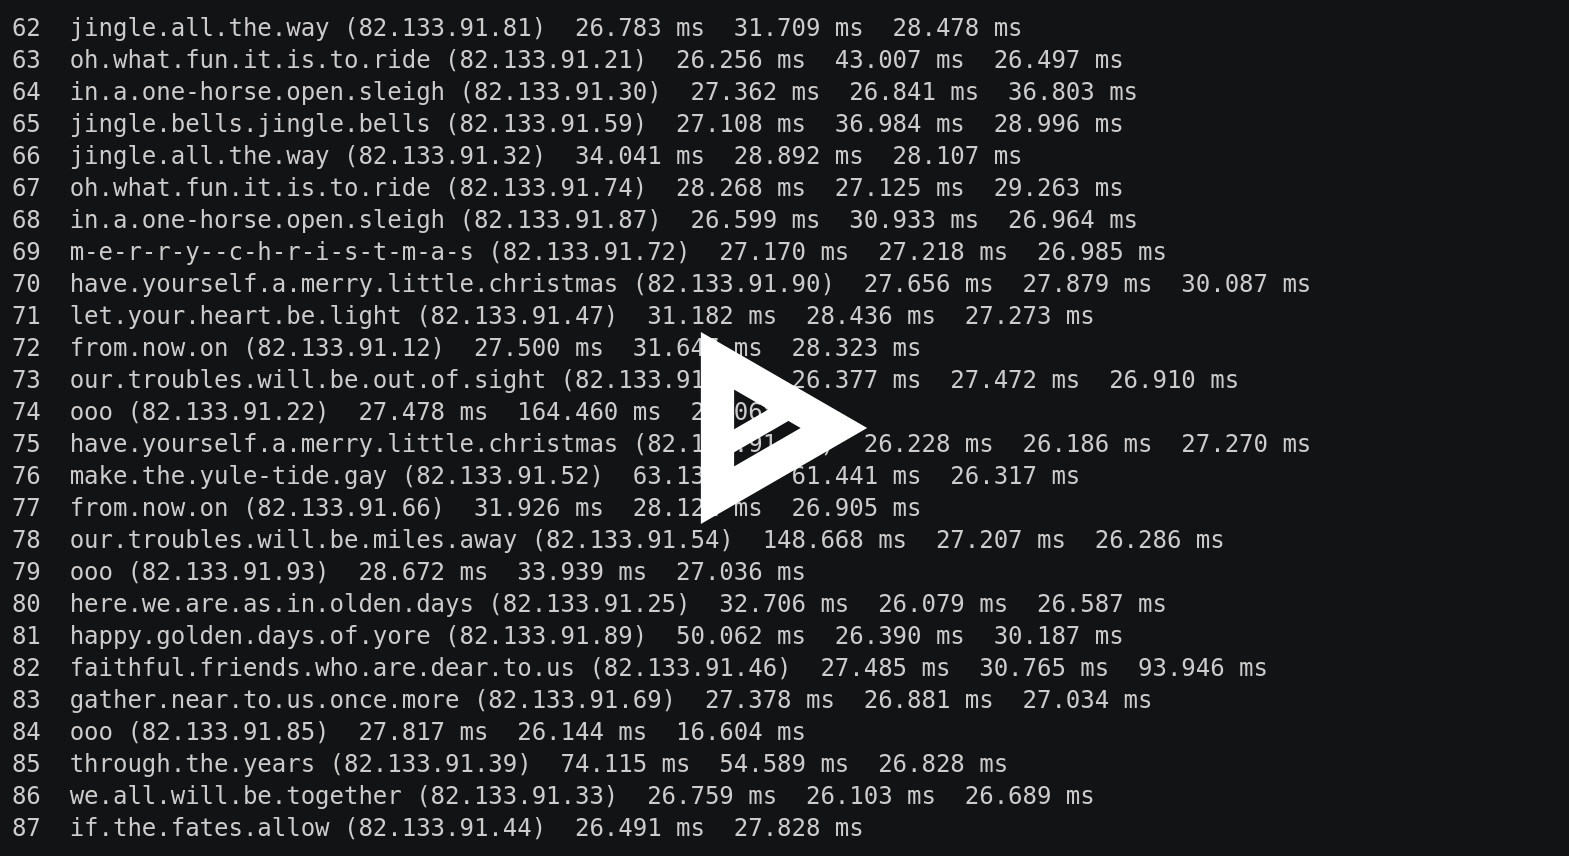 62  jingle.all.the.way (82.133.91.81)  26.783 ms  31.709 ms  28.478 ms
63  oh.what.fun.it.is.to.ride (82.133.91.21)  26.256 ms  43.007 ms  26.497 ms
64  in.a.one-horse.open.sleigh (82.133.91.30)  27.362 ms  26.841 ms  36.803 ms
65  jingle.bells.jingle.bells (82.133.91.59)  27.108 ms  36.984 ms  28.996 ms
66  jingle.all.the.way (82.133.91.32)  34.041 ms  28.892 ms  28.107 ms
67  oh.what.fun.it.is.to.ride (82.133.91.74)  28.268 ms  27.125 ms  29.263 ms
68  in.a.one-horse.open.sleigh (82.133.91.87)  26.599 ms  30.933 ms  26.964 ms
69  m-e-r-r-y--c-h-r-i-s-t-m-a-s (82.133.91.72)  27.170 ms  27.218 ms  26.985 ms
70  have.yourself.a.merry.little.christmas (82.133.91.90)  27.656 ms  27.879 ms  30.087 ms
71  let.your.heart.be.light (82.133.91.47)  31.182 ms  28.436 ms  27.273 ms
72  from.now.on (82.133.91.12)  27.500 ms  ms  28.323 ms
73  our.troubles.will.be.out.of.sight  26.377 ms  27.472 ms  26.910 ms
74  ooo (82.133.91.22)  27.478 ms  164.460 ms
75  have.yourself.a.merry.little.christmas  26.228 ms  26.186 ms  27.270 ms
76  make.the.yule-tide.gay (82.133.91.52)  61.441 ms  26.317 ms
77  from.now.on (82.133.91.66)  31.926 ms  ms  26.905 ms
78  our.troubles.will.be.miles.away (82.133.91.54)  148.668 ms  27.207 ms  26.286 ms
79  ooo (82.133.91.93)  28.672 ms  33.939 ms  27.036 ms
80  here.we.are.as.in.olden.days (82.133.91.25)  32.706 ms  26.079 ms  26.587 ms
81  happy.golden.days.of.yore (82.133.91.89)  50.062 ms  26.390 ms  30.187 ms
82  faithful.friends.who.are.dear.to.us (82.133.91.46)  27.485 ms  30.765 ms  93.946 ms
83  gather.near.to.us.once.more (82.133.91.69)  27.378 ms  26.881 ms  27.034 ms
84  ooo (82.133.91.85)  27.817 ms  26.144 ms  16.604 ms
85  through.the.years (82.133.91.39)  74.115 ms  54.589 ms  26.828 ms
86  we.all.will.be.together (82.133.91.33)  26.759 ms  26.103 ms  26.689 ms
87  if.the.fates.allow (82.133.91.44)  26.491 ms  27.828 ms